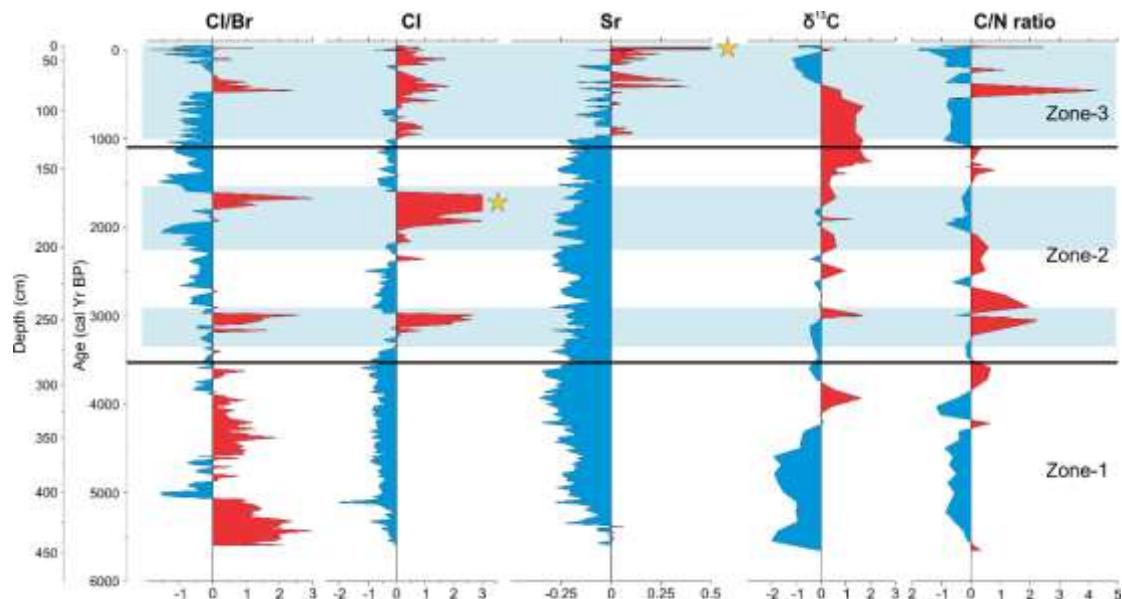 Cl/Br Cl Sr δ¹³C C/N ratio
Depth (cm)
0
50
100
150
200
250
300
350
400
450
Age (cal Yr BP)
0
1000
2000
3000
4000
5000
6000
Zone-3
Zone-2
Zone-1
-1 0 1 2 3
-2 -1 0 1 2 3
-0.25 0 0.25 0.5
-2 -1 0 1 2 3
-2 -1 0 1 2 3 4 5